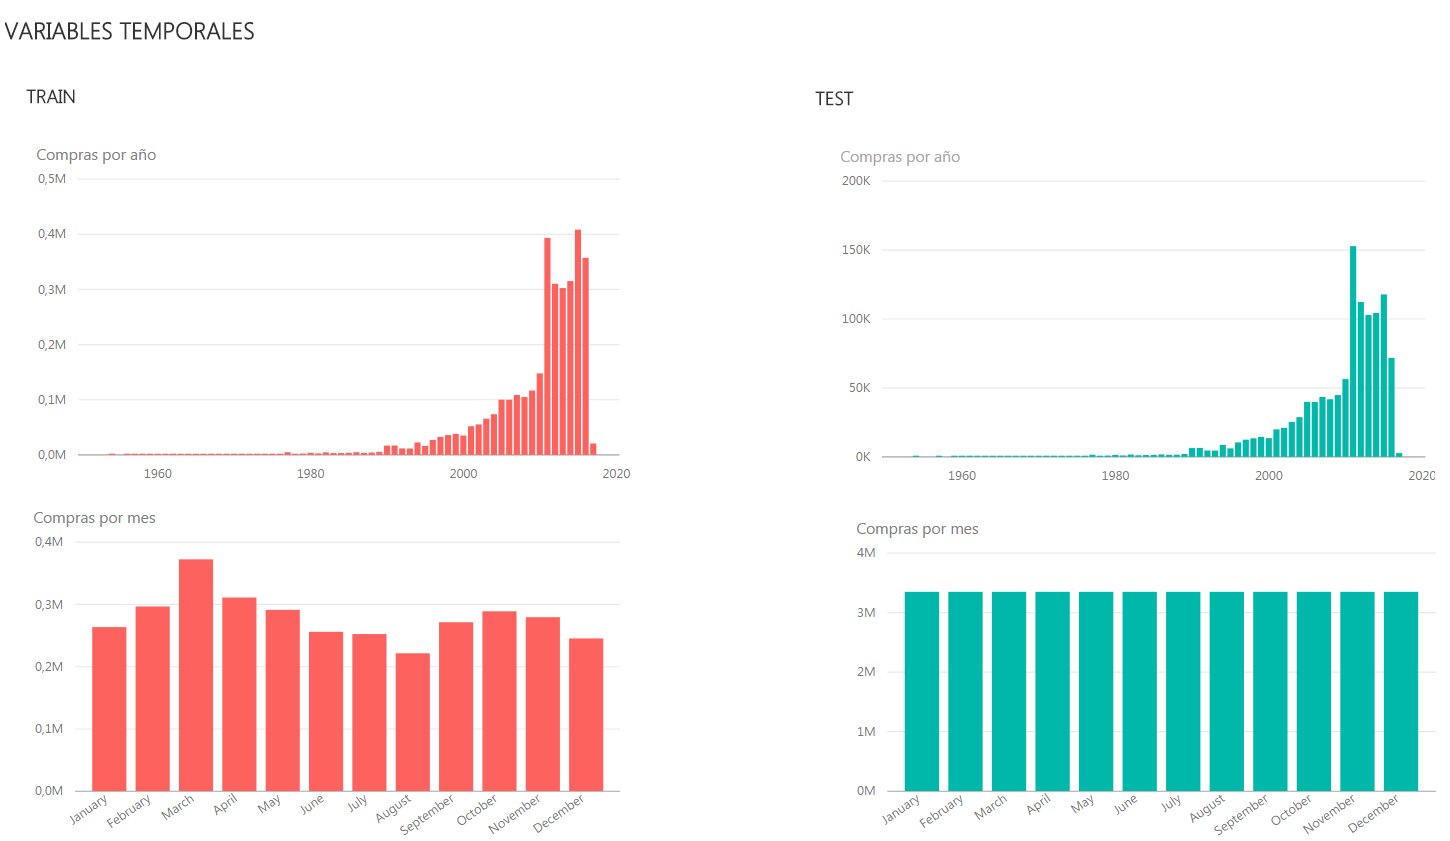 VARIABLES TEMPORALES
TRAIN
Compras por año
0,5M
0,4M
0,3M
0,2M
0,1M
0,0M
1960 1980 2000 2020
Compras por mes
0,4M
0,3M
0,2M
0,1M
0,0M
January February March April May June July August September October November December
TEST
Compras por año
200K
150K
100K
50K
0K
1960 1980 2000 2020
Compras por mes
4M
3M
2M
1M
0M
January February March April May June July August September October November December